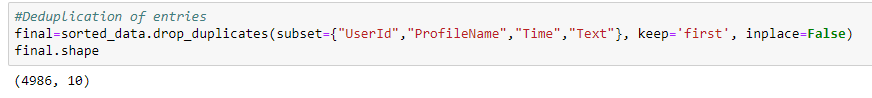 #Deduplication of entries
final=sorted_data.drop_duplicates(subset={"UserId","ProfileName","Time","Text"}, keep='first', inplace=False)
final.shape
(4986, 10)